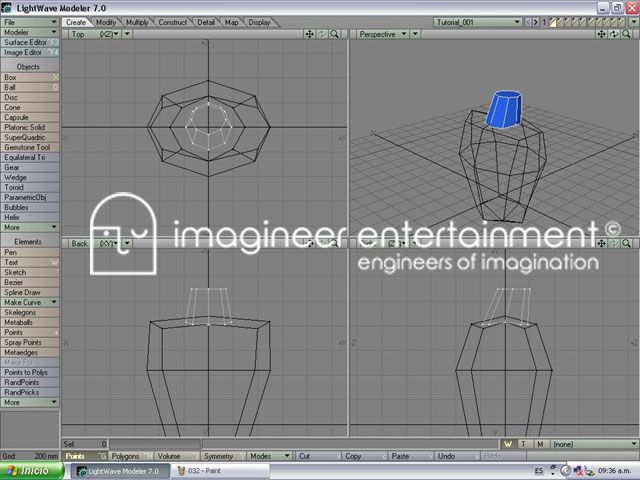 LightWave Modeler 7.0
File
Modeler
Surface Editor
Image Editor
Objects
Box
Ball
Disc
Cone
Capsule
Platonic Solid
SuperQuadric
Gemstone Tool
Equilateral Tri
Gear
Wedge
Toroid
ParametricObj
Bubbles
Helix
More
Elements
Pen
Text
Sketch
Bezier
Spline Draw
Make Curve
Skelegons
Metaballs
Points
Spray Points
Metaedges
Make Pol
Points to Polys
RandPoints
RandPricks
More
Create Modify Multiply Construct Detail Map Display
Tutorial_001
1
Top (XZ)
Perspective
Back (XY)
imagineer entertainment©
engineers of imagination
Sel: 0
W T M (none)
Grid: 200 mm
Points Polygons Volume Symmetry Modes Cut Copy Paste Undo Redo
Inicio
LightWave Modeler 7.0
032 - Paint
ES
09:36 a.m.